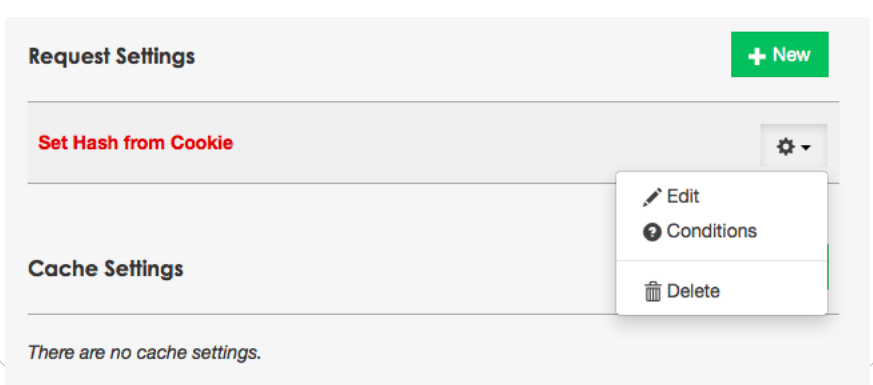 Request Settings
New
Set Hash from Cookie
Edit
Conditions
Cache Settings
Delete
There are no cache settings.